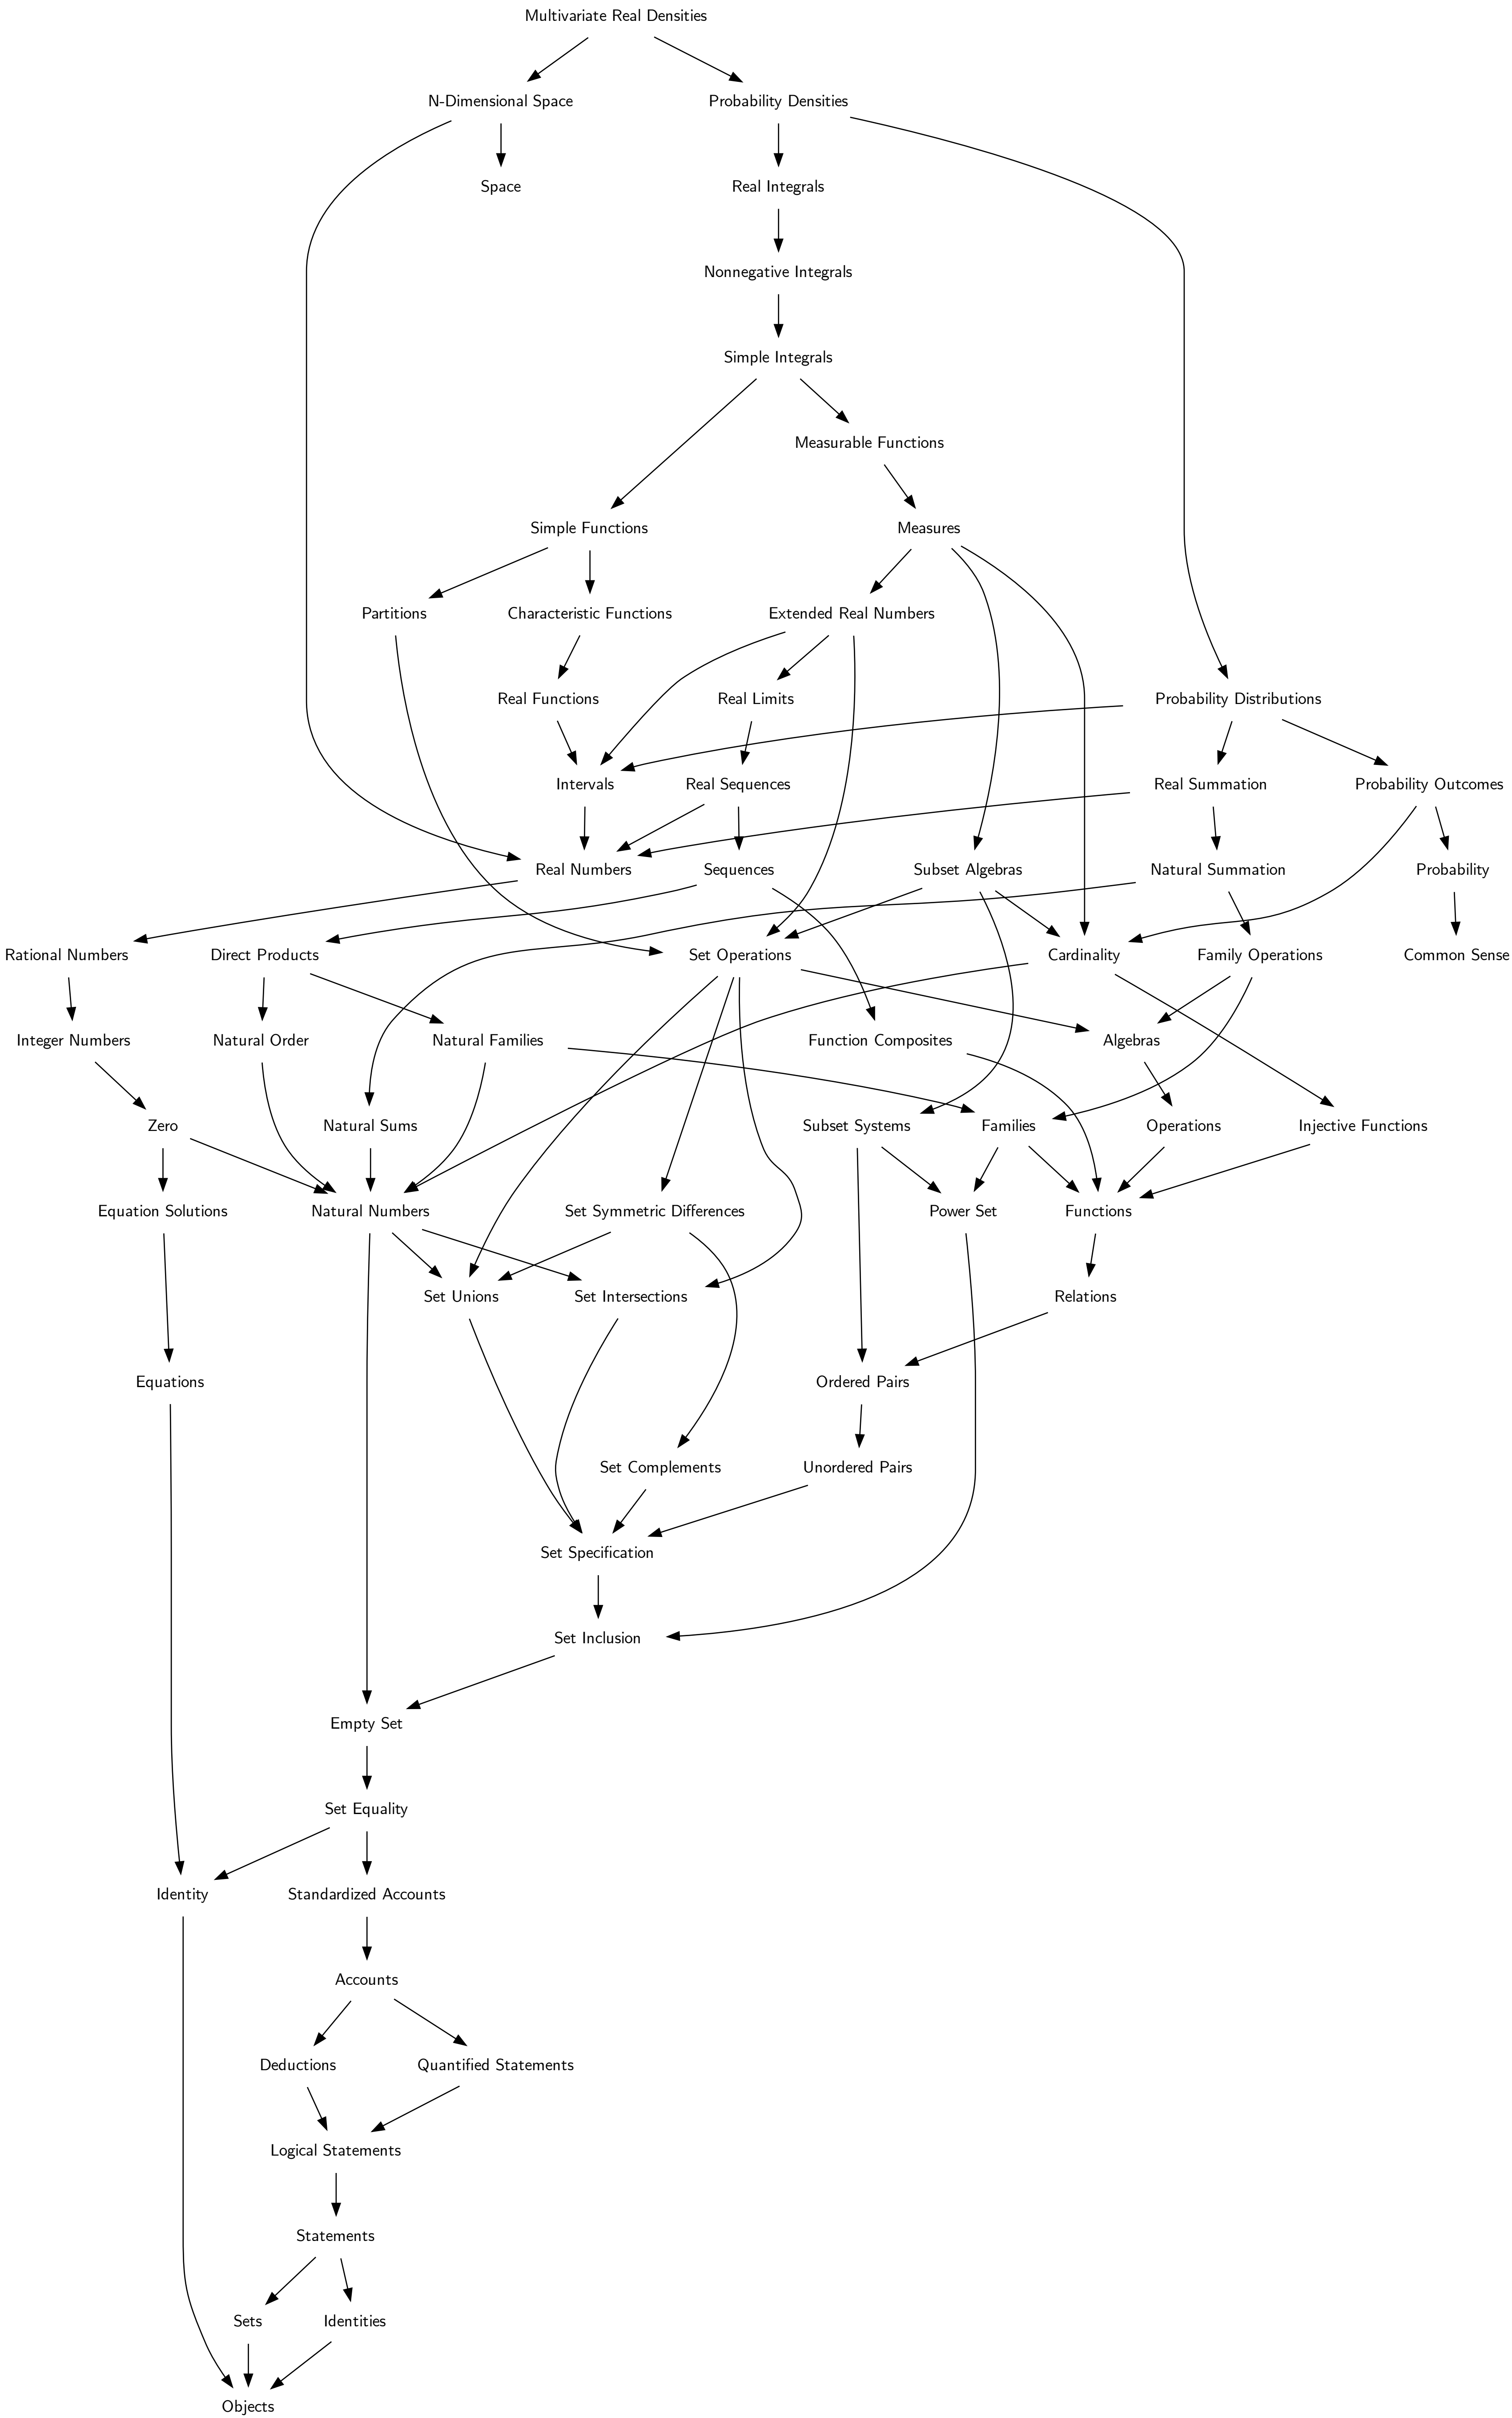 Multivariate Real Densities
N-Dimensional Space
Probability Densities
Space
Real Integrals
Nonnegative Integrals
Simple Integrals
Measurable Functions
Simple Functions
Measures
Partitions
Characteristic Functions
Extended Real Numbers
Real Functions
Real Limits
Probability Distributions
Intervals
Real Sequences
Real Summation
Probability Outcomes
Real Numbers
Sequences
Subset Algebras
Natural Summation
Probability
Rational Numbers
Direct Products
Set Operations
Cardinality
Family Operations
Common Sense
Integer Numbers
Natural Order
Natural Families
Function Composites
Algebras
Zero
Natural Sums
Subset Systems
Families
Operations
Injective Functions
Equation Solutions
Natural Numbers
Set Symmetric Differences
Power Set
Functions
Set Unions
Set Intersections
Relations
Equations
Ordered Pairs
Set Complements
Unordered Pairs
Set Specification
Set Inclusion
Empty Set
Set Equality
Identity
Standardized Accounts
Accounts
Deductions
Quantified Statements
Logical Statements
Statements
Sets
Identities
Objects